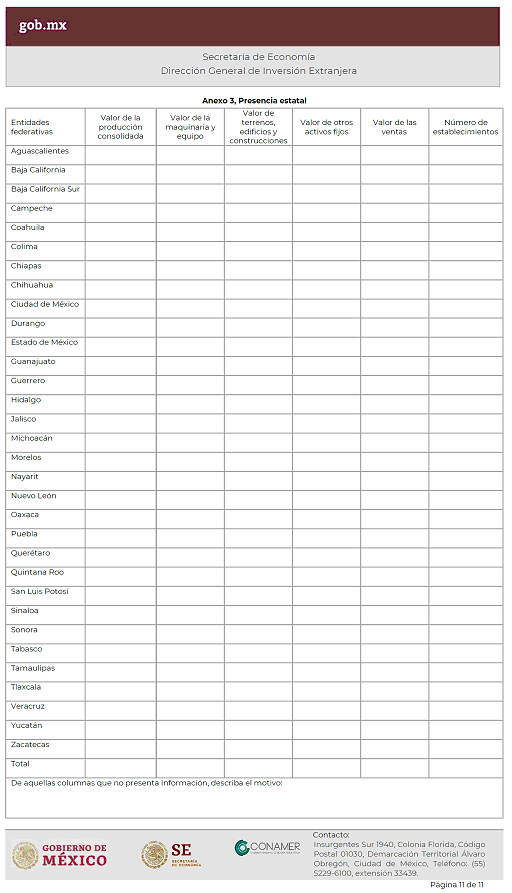 gob.mx
Secretaría de Economía
Dirección General de Inversión Extranjera
Anexo 3, Presencia estatal
Entidades federativas
Valor de la producción consolidada
Valor de la maquinaria y equipo
Valor de terrenos, edificios y construcciones
Valor de otros activos fijos
Valor de las ventas
Número de establecimientos
Aguascalientes
Baja California
Baja California Sur
Campeche
Coahuila
Colima
Chiapas
Chihuahua
Ciudad de México
Durango
Estado de México
Guanajuato
Guerrero
Hidalgo
Jalisco
Michoacán
Morelos
Nayarit
Nuevo León
Oaxaca
Puebla
Querétaro
Quintana Roo
San Luis Potosí
Sinaloa
Sonora
Tabasco
Tamaulipas
Tlaxcala
Veracruz
Yucatán
Zacatecas
Total
De aquellas columnas que no presenta información, describa el motivo:
GOBIERNO DE
MÉXICO
SE
SECRETARÍA
DE ECONOMÍA
CONAMER
Contacto:
Insurgentes Sur 1940, Colonia Florida, Código
Postal 01030, Demarcación Territorial Álvaro
Obregón, Ciudad de México, Teléfono: (55)
5229-6100, extensión 33439.
Página 11 de 11